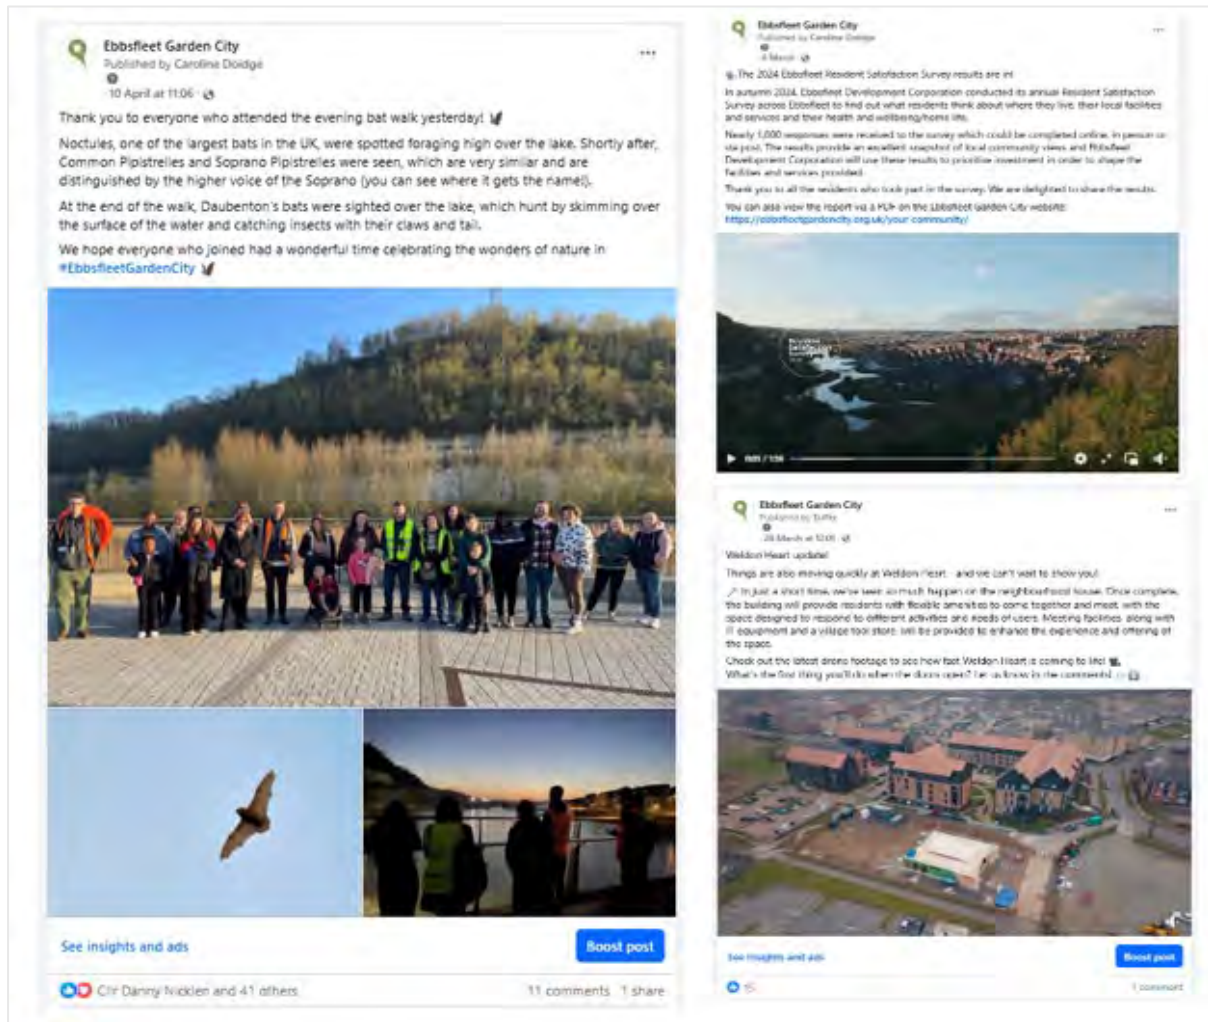 Ebbsfleet Garden City
Published by Caroline Doidge
10 April at 11:06 ·
Thank you to everyone who attended the evening bat walk yesterday!
Noctules, one of the largest bats in the UK, were spotted foraging high over the lake. Shortly after,
Common Pipistrelles and Soprano Pipistrelles were seen, which are very similar and are
distinguished by the higher voice of the Soprano (you can see where it gets the name!).
At the end of the walk, Daubenton's bats were sighted over the lake, which hunt by skimming over
the surface of the water and catching insects with their claws and tail.
We hope everyone who joined had a wonderful time celebrating the wonders of nature in
#EbbsfleetGardenCity
See insights and ads
Boost post
Cllr Danny Nicklen and 41 others
11 comments 1 share
Ebbsfleet Garden City
Published by Caroline Doidge
4 March ·
The 2024 Ebbsfleet Resident Satisfaction Survey results are in!
In autumn 2024, Ebbsfleet Development Corporation conducted its annual Resident Satisfaction
Survey across Ebbsfleet to find out what residents think about where they live, their local facilities
and services and their health and wellbeing/home life.
Nearly 1,000 responses were received to the survey which could be completed online, in person or
via post. The results provide an excellent snapshot of local community views and Ebbsfleet
Development Corporation will use these results to prioritise investment in order to shape the
facilities and services provided.
Thank you to all the residents who took part in the survey. We are delighted to share the results.
You can also view the report via a PDF on the Ebbsfleet Garden City website:
https://ebbsfleetgardencity.org.uk/your-community/
Resident
Satisfaction
Ebbsfleet Garden City
Published by
March at 12:05 ·
Weldon Heart update!
Things are also moving quickly at Weldon Heart - and we can't wait to show you!
In just a short time, we've seen so much happen on the neighbourhood house. Once complete,
the building will provide residents with flexible amenities to come together and meet, with the
space designed to respond to different activities and needs of users. Meeting facilities, along with
IT equipment and a village tool store, will be provided to enhance the experience and offering of
the space.
Check out the latest drone footage to see how fast Weldon Heart is coming to life!
What's the first thing you'll do when the doors open? Let us know in the comments!
See insights and ads
Boost post
15
1 comment